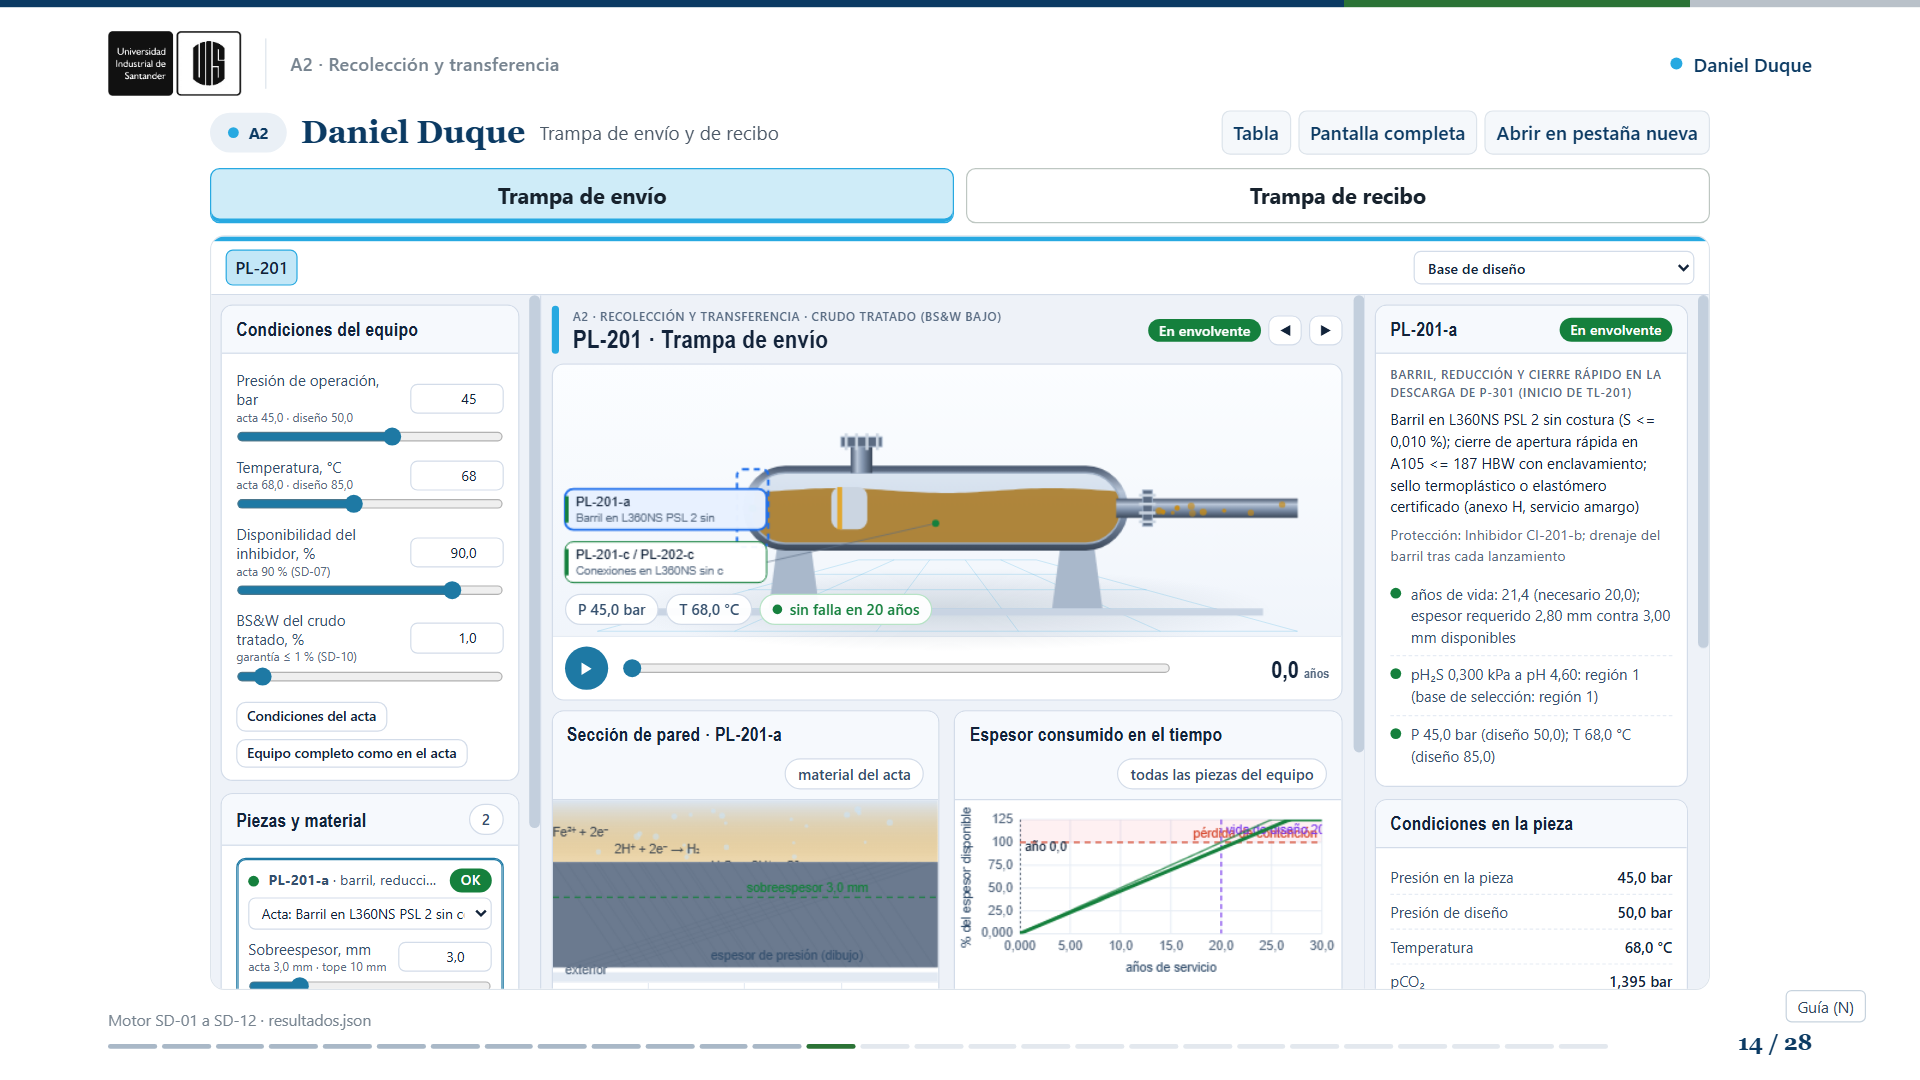 Universidad
Industrial de
Santander
UIS
A2 · Recolección y transferencia
Daniel Duque
A2
Daniel Duque
Trampa de envío y de recibo
Tabla
Pantalla completa
Abrir en pestaña nueva
Trampa de envío
Trampa de recibo
PL-201
Base de diseño
Condiciones del equipo
Presión de operación,
bar
acta 45,0 · diseño 50,0
45
Temperatura, °C
acta 68,0 · diseño 85,0
68
Disponibilidad del
inhibidor, %
acta 90 % (SD-07)
90,0
BS&W del crudo
tratado, %
garantía ≤ 1 % (SD-10)
1,0
Condiciones del acta
Equipo completo como en el acta
Piezas y material
2
PL-201-a · barril, reducci...
OK
Acta: Barril en L360NS PSL 2 sin c
Sobreespesor, mm
acta 3,0 mm · tope 10 mm
3,0
A2 · RECOLECCIÓN Y TRANSFERENCIA · CRUDO TRATADO (BS&W BAJO)
PL-201 · Trampa de envío
En envolvente
PL-201-a
Barril en L360NS PSL 2 sin
PL-201-c / PL-202-c
Conexiones en L360NS sin c
P 45,0 bar
T 68,0 °C
sin falla en 20 años
0,0 años
Sección de pared · PL-201-a
material del acta
Fe²⁺ + 2e⁻
2H⁺ + 2e⁻ → H₂
sobreespesor 3,0 mm
espesor de presión (dibujo)
exterior
Espesor consumido en el tiempo
todas las piezas del equipo
% del espesor disponible
125
100
75,0
50,0
25,0
0,000
año 0,0
pérdida de contención
vida de diseño 20
0,000
5,00
10,0
15,0
20,0
25,0
30,0
años de servicio
PL-201-a
En envolvente
BARRIL, REDUCCIÓN Y CIERRE RÁPIDO EN LA
DESCARGA DE P-301 (INICIO DE TL-201)
Barril en L360NS PSL 2 sin costura (S <=
0,010 %); cierre de apertura rápida en
A105 <= 187 HBW con enclavamiento;
sello termoplástico o elastómero
certificado (anexo H, servicio amargo)
Protección: Inhibidor CI-201-b; drenaje del
barril tras cada lanzamiento
años de vida: 21,4 (necesario 20,0);
espesor requerido 2,80 mm contra 3,00
mm disponibles
pH₂S 0,300 kPa a pH 4,60: región 1
(base de selección: región 1)
P 45,0 bar (diseño 50,0); T 68,0 °C
(diseño 85,0)
Condiciones en la pieza
Presión en la pieza
45,0 bar
Presión de diseño
50,0 bar
Temperatura
68,0 °C
pCO₂
1,395 bar
Guía (N)
Motor SD-01 a SD-12 · resultados.json
14 / 28